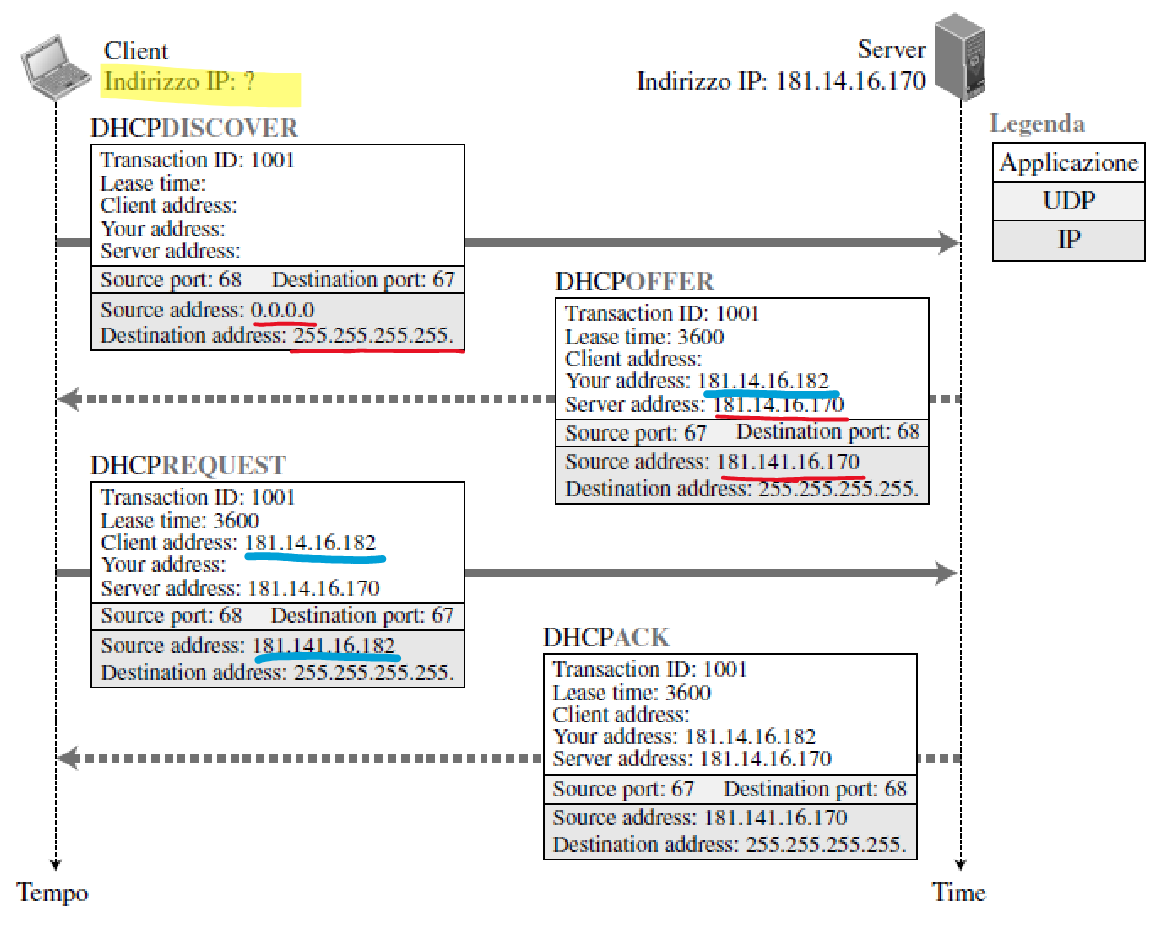 Client
Indirizzo IP: ?
Server
Indirizzo IP: 181.14.16.170
Legenda
Applicazione
UDP
IP
DHCPDISCOVER
Transaction ID: 1001
Lease time:
Client address:
Your address:
Server address:
Source port: 68 Destination port: 67
Source address: 0.0.0.0
Destination address: 255.255.255.255.
DHCPOFFER
Transaction ID: 1001
Lease time: 3600
Client address:
Your address: 181.14.16.182
Server address: 181.14.16.170
Source port: 67 Destination port: 68
Source address: 181.141.16.170
Destination address: 255.255.255.255.
DHCPREQUEST
Transaction ID: 1001
Lease time: 3600
Client address: 181.14.16.182
Your address:
Server address: 181.14.16.170
Source port: 68 Destination port: 67
Source address: 181.141.16.182
Destination address: 255.255.255.255.
DHCPACK
Transaction ID: 1001
Lease time: 3600
Client address:
Your address: 181.14.16.182
Server address: 181.14.16.170
Source port: 67 Destination port: 68
Source address: 181.141.16.170
Destination address: 255.255.255.255.
Tempo
Time